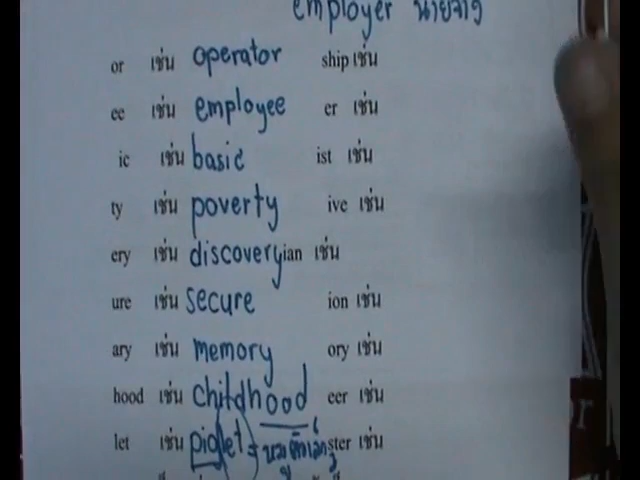 employer นายจ้าง
or เช่น operator ship เช่น
ee เช่น employee er เช่น
ic เช่น basic ist เช่น
ty เช่น poverty ive เช่น
ery เช่น discovery ian เช่น
ure เช่น secure ion เช่น
ary เช่น memory ory เช่น
hood เช่น childhood eer เช่น
let เช่น piglet = ster เช่น